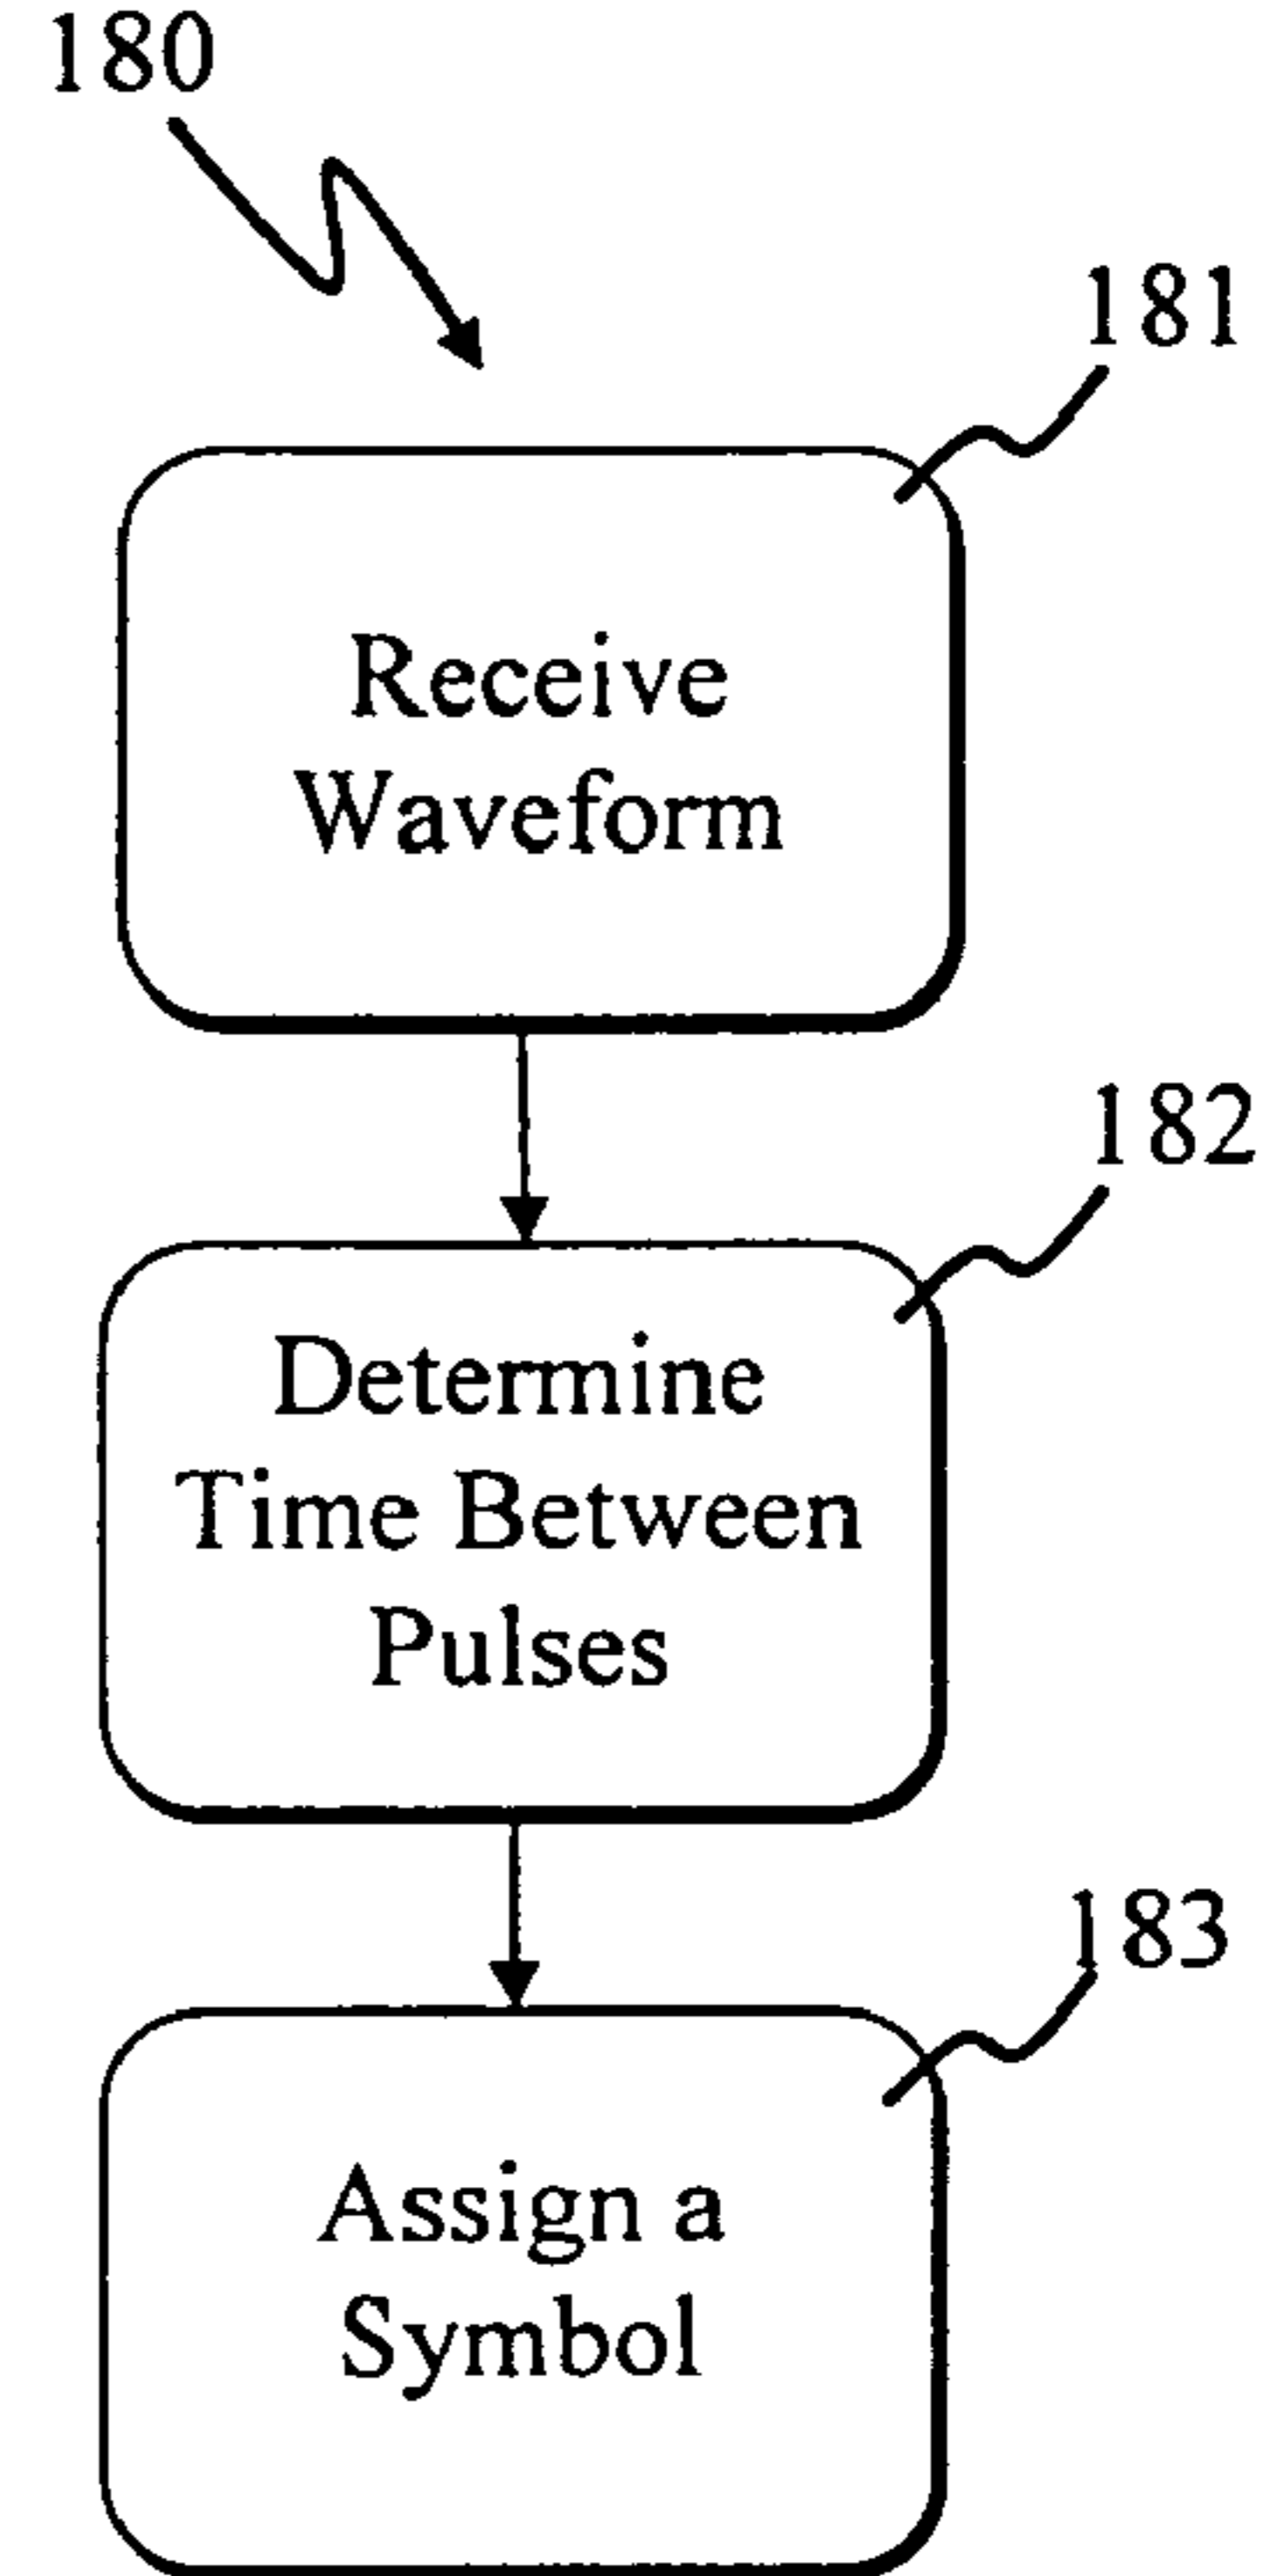 180
181
Receive
Waveform
182
Determine
Time Between
Pulses
183
Assign a
Symbol